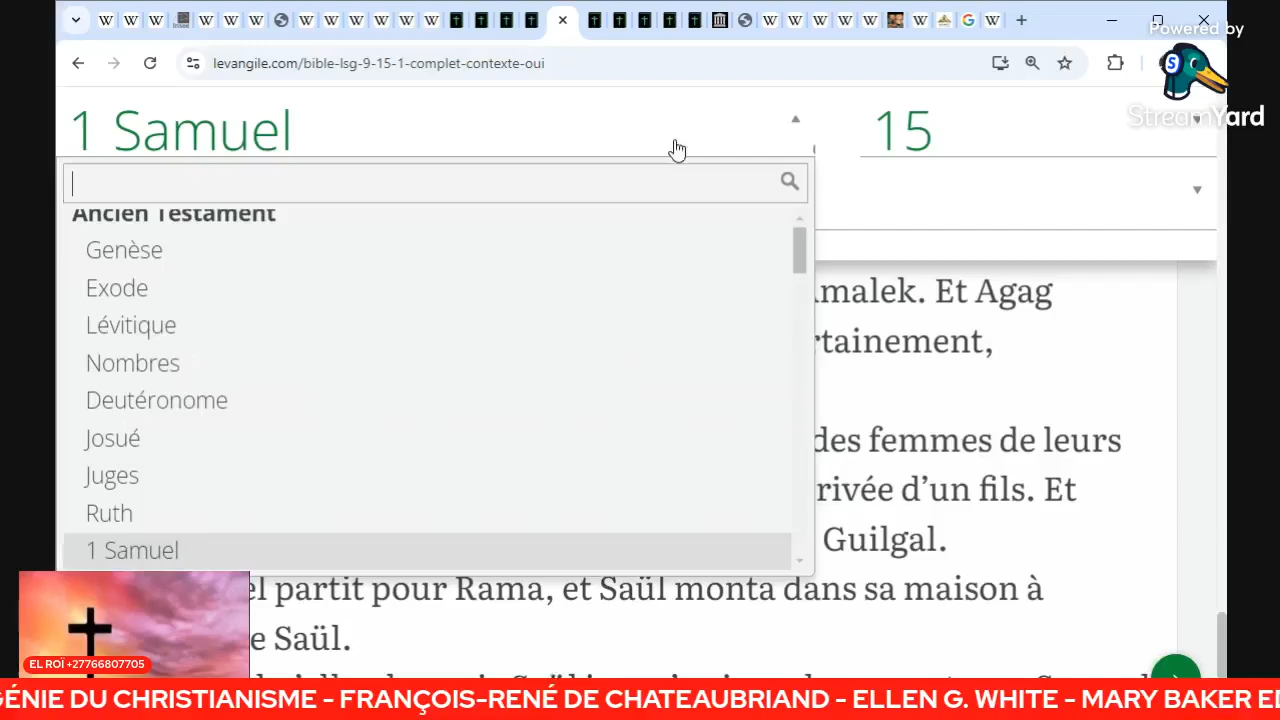 levangile.com/bible-lsg-9-15-1-complet-contexte-oui
Powered by
StreamYard
1 Samuel
15
Ancien Testament
Genèse
Exode
Lévitique
Nombres
Deutéronome
Josué
Juges
Ruth
1 Samuel
malek. Et Agag
rtainement,
des femmes de leurs
rivée d’un fils. Et
Guilgal.
el partit pour Rama, et Saül monta dans sa maison à
e Saül.
EL ROÏ +27766807705
GÉNIE DU CHRISTIANISME - FRANÇOIS-RENÉ DE CHATEAUBRIAND - ELLEN G. WHITE - MARY BAKER ED